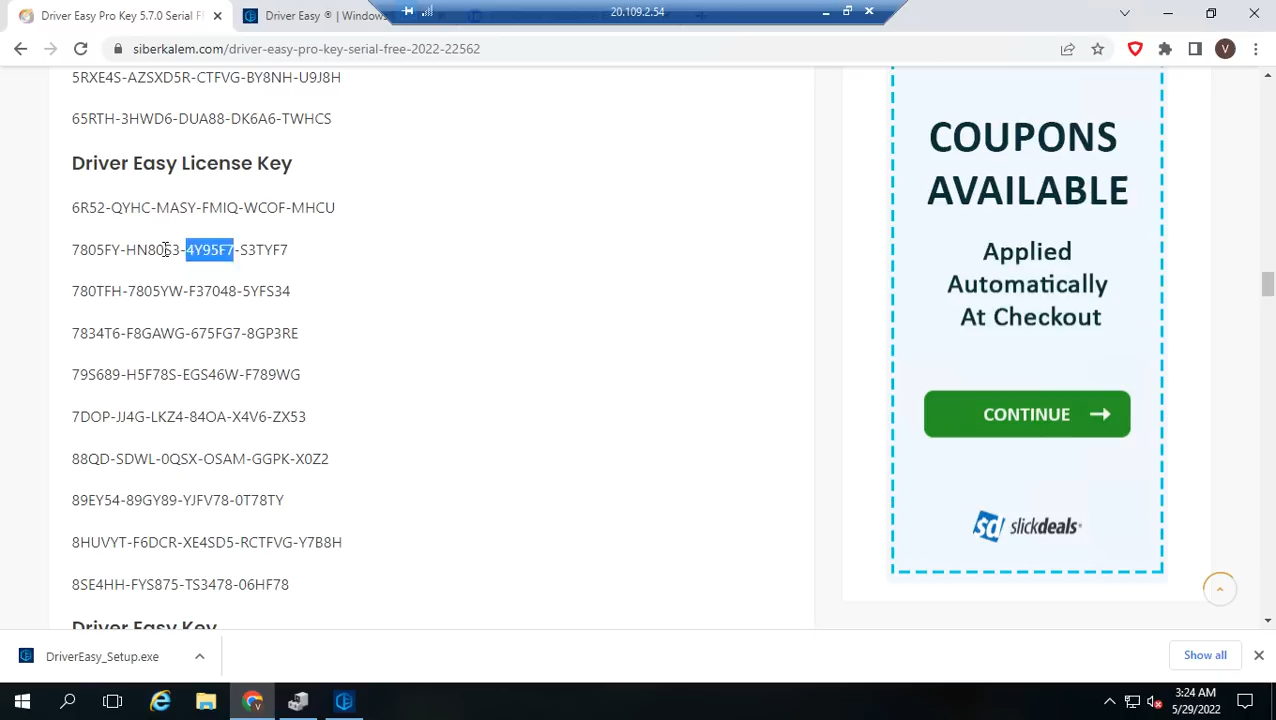 Driver Easy Pro Key 5.7.0 Serial F
Driver Easy ® | Windows
20.109.2.54
siberkalem.com/driver-easy-pro-key-serial-free-2022-22562
V
5RXE4S-AZSXD5R-CTFVG-BY8NH-U9J8H
65RTH-3HWD6-DUA88-DK6A6-TWHCS
Driver Easy License Key
6R52-QYHC-MASY-FMIQ-WCOF-MHCU
4Y95F7-S3TYF7
780TFH-7805YW-F37048-5YFS34
7834T6-F8GAWG-675FG7-8GP3RE
79S689-H5F78S-EGS46W-F789WG
7DOP-JJ4G-LKZ4-84OA-X4V6-ZX53
88QD-SDWL-0QSX-OSAM-GGPK-X0Z2
89EY54-89GY89-YJFV78-0T78TY
8HUVYT-F6DCR-XE4SD5-RCTFVG-Y7B8H
8SE4HH-FYS875-TS3478-06HF78
Driver Easy Key
COUPONS
AVAILABLE
Applied
Automatically
At Checkout
CONTINUE
sd slickdeals
DriverEasy_Setup.exe
Show all
3:24 AM
5/29/2022